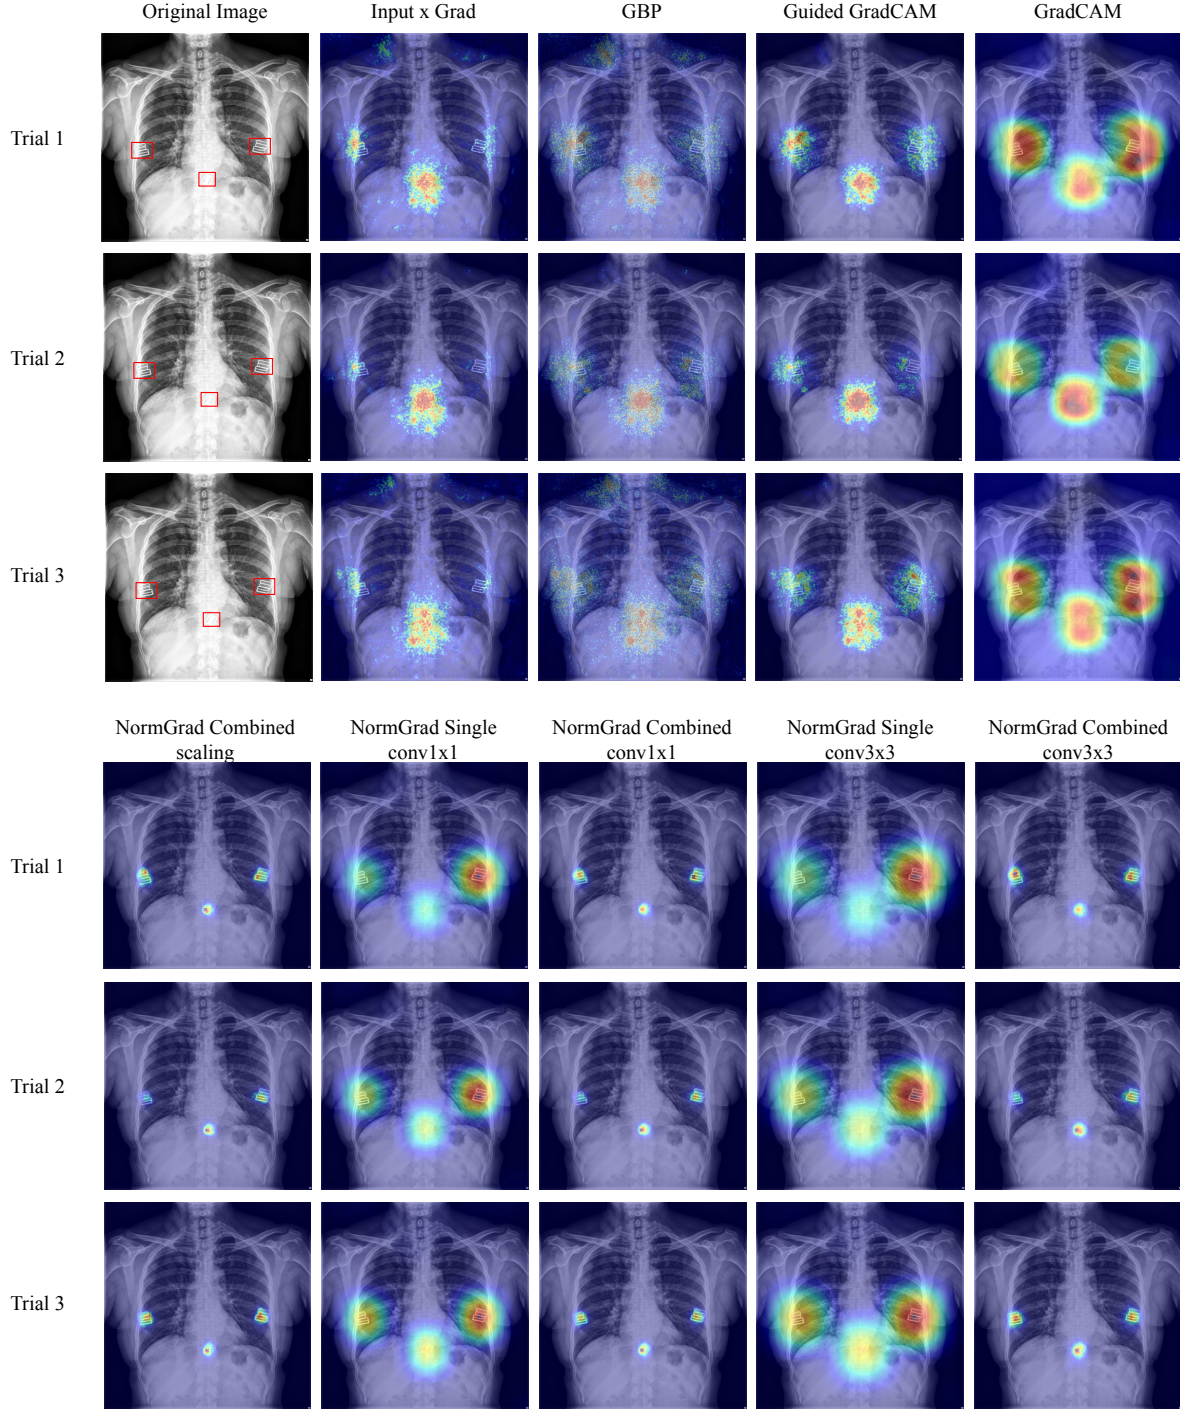 Original Image
Input x Grad
GBP
Guided GradCAM
GradCAM
Trial 1
Trial 2
Trial 3
NormGrad Combined
scaling
NormGrad Single
conv1x1
NormGrad Combined
conv1x1
NormGrad Single
conv3x3
NormGrad Combined
conv3x3
Trial 1
Trial 2
Trial 3